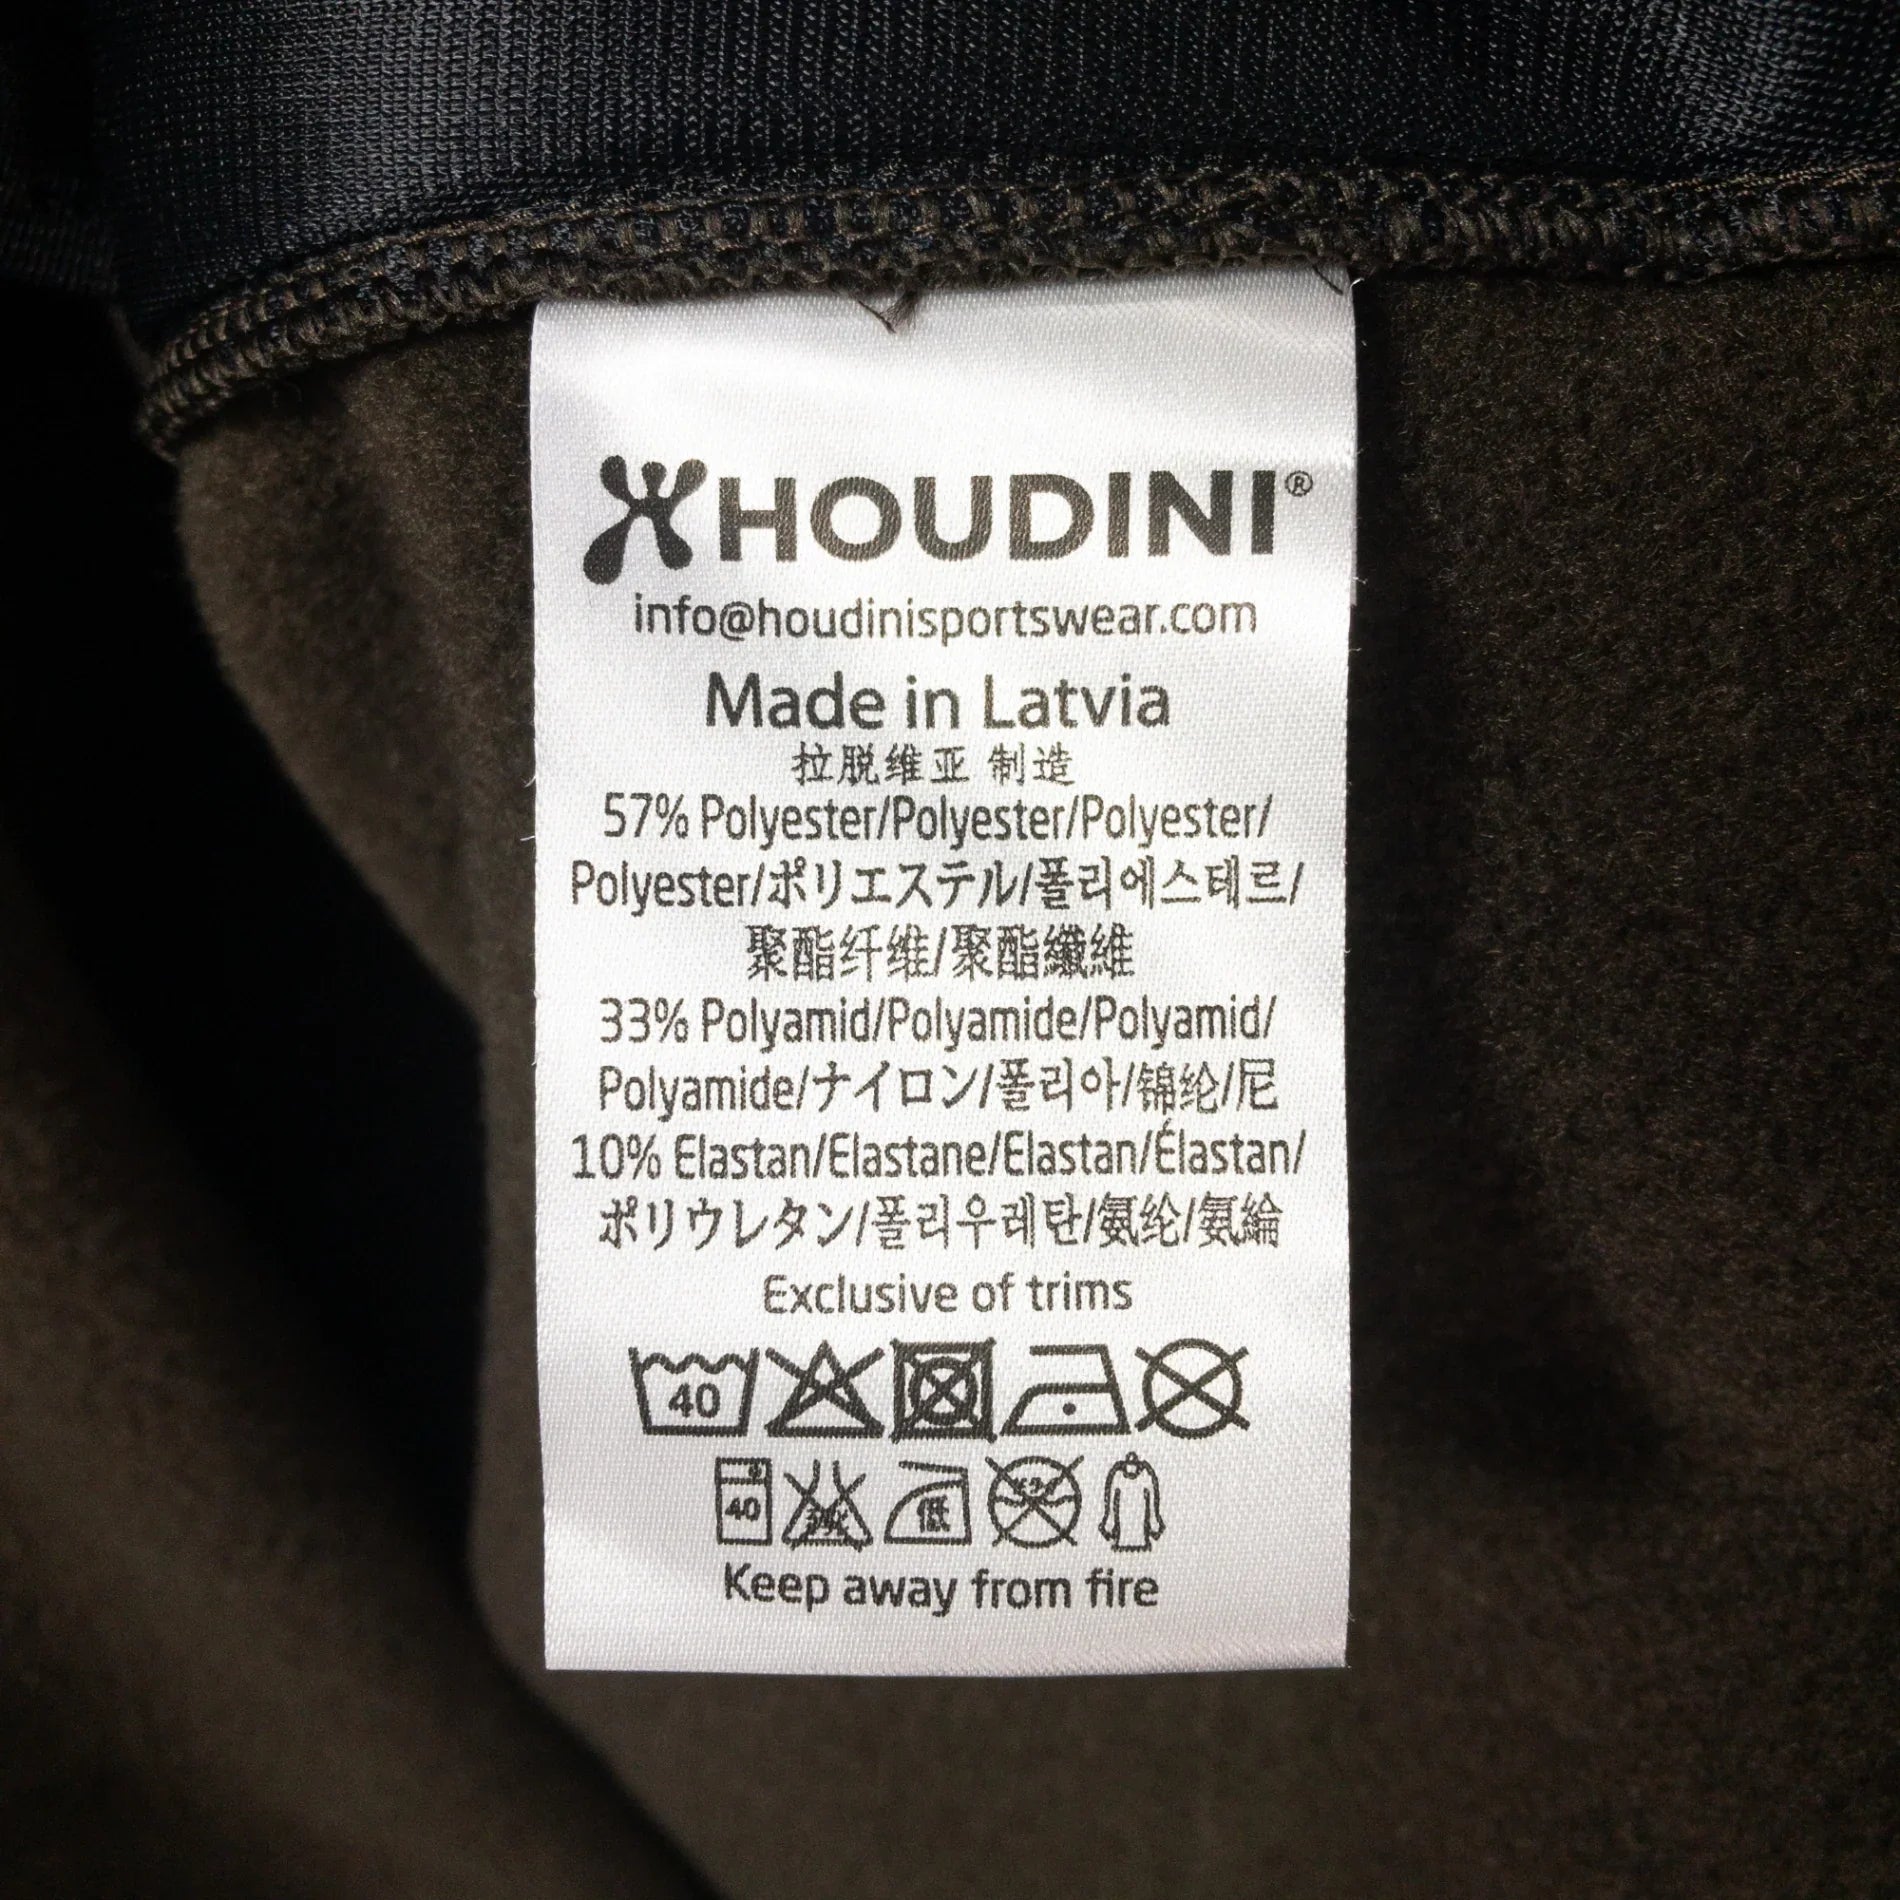 HOUDINI®
info@houdinisportswear.com
Made in Latvia
拉脱维亚 制造
57% Polyester/Polyester/Polyester/
Polyester/ポリエステル/폴리에스테르/
聚酯纤维/聚酯纖維
33% Polyamid/Polyamide/Polyamid/
Polyamide/ナイロン/폴리아/锦纶/尼
10% Elastan/Elastane/Elastan/Élastan/
ポリウレタン/폴리우레탄/氨纶/氨綸
Exclusive of trims
40
40 低
Keep away from fire